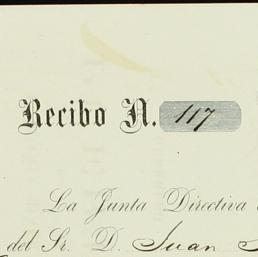 Recibo N. 117
La Junta Directiva
del Sr. D. Juan